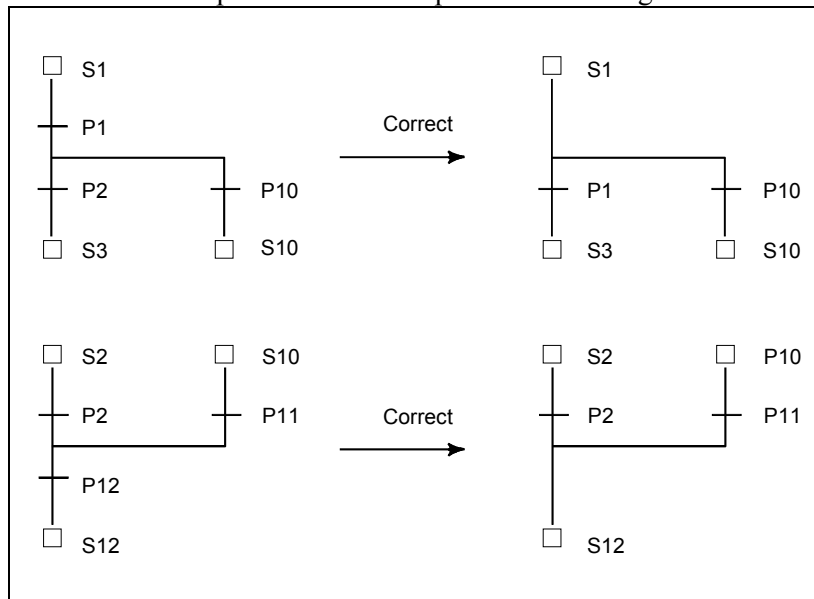 S1 S1
P1 Correct
P2 P10 P1 P10
S3 S10 S3 S10
S2 S10 S2 P10
P2 P11 Correct P2 P11
P12
S12 S12